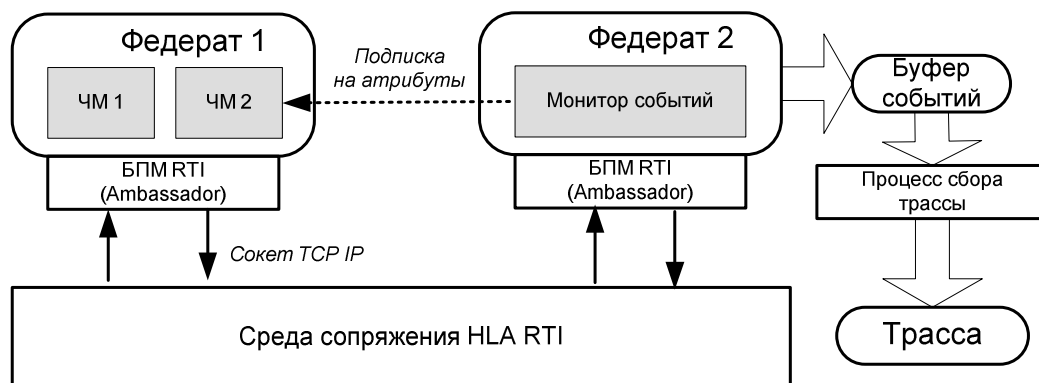 Федерат 1
ЧМ 1
ЧМ 2
Подписка
на атрибуты
Федерат 2
Монитор событий
Буфер
событий
БПМ RTI
(Ambassador)
БПМ RTI
(Ambassador)
Процесс сбора
трассы
Сокет TCP IP
Среда сопряжения HLA RTI
Трасса